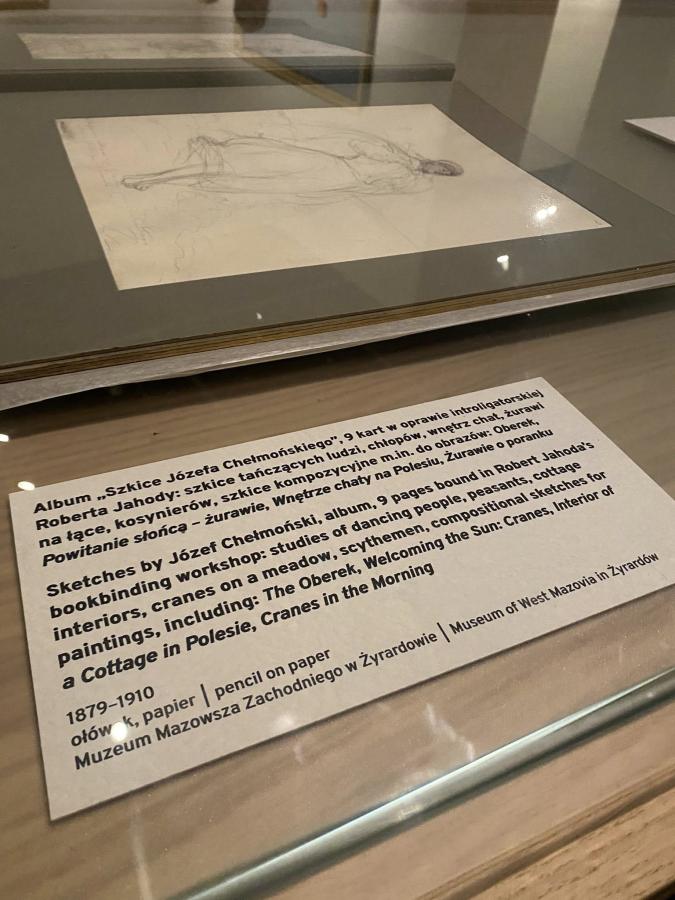 Album „Szkice Józefa Chełmońskiego", 9 kart w oprawie introligatorskiej
Roberta Jahody: szkice tańczących ludzi, chłopów, wnętrz chat, żurawi
na łące, kosynierów, szkice kompozycyjne m.in. do obrazów: Oberek,
Powitanie słońcą – żurawie, Wnętrze chaty na Polesiu, Żurawie o poranku
Sketches by Józef Chełmoński, album, 9 pages bound in Robert Jahoda's
bookbinding workshop: studies of dancing people, peasants, cottage
interiors, cranes on a meadow, scythemen, compositional sketches for
paintings, including: The Oberek, Welcoming the Sun: Cranes, Interior of
a Cottage in Polesie, Cranes in the Morning
1879–1910
ołówek, papier | pencil on paper
Muzeum Mazowsza Zachodniego w Żyrardowie | Museum of West Mazovia in Żyrardów